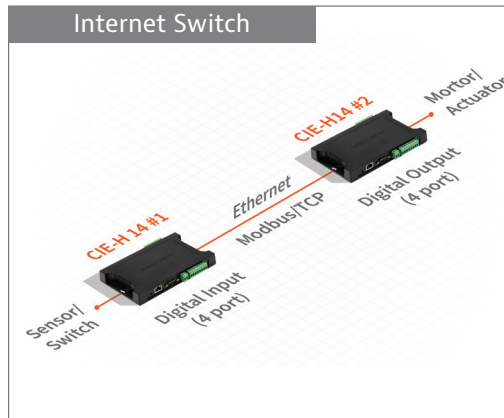 Internet Switch
Mortor/
Actuator
CIE-H14 #2
Digital Output
(4 port)
Ethernet
Modbus/TCP
CIE-H 14 #1
Digital Input
(4 port)
Sensor/
Switch